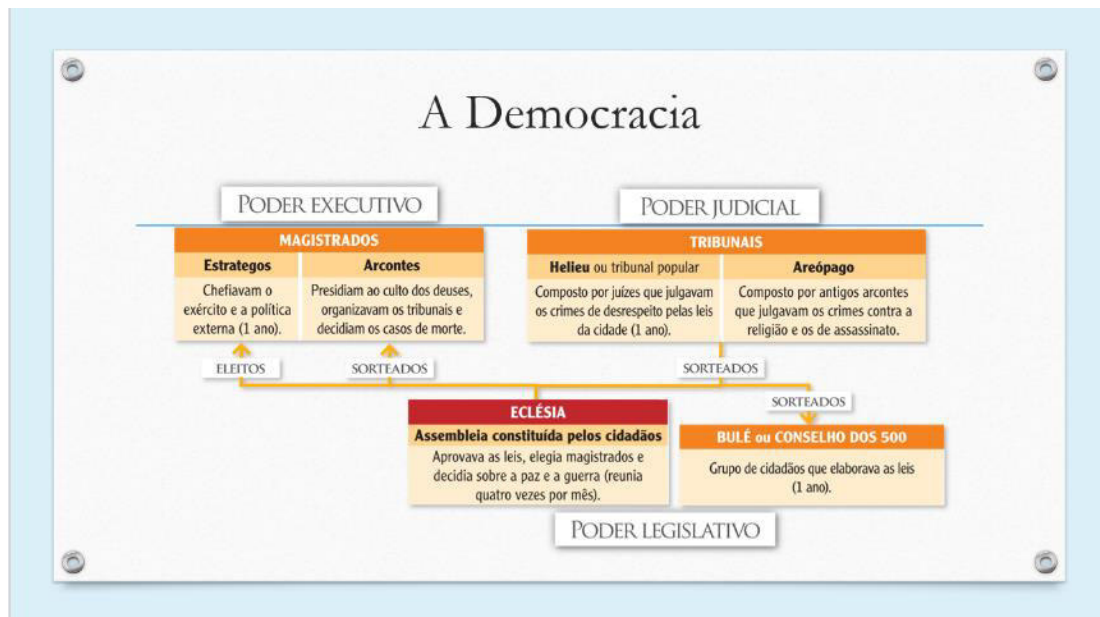 A Democracia
PODER EXECUTIVO
MAGISTRADOS
Estrategos
Chefiavam o
exército e a política
externa (1 ano).
Arcontes
Presidiam ao culto dos deuses,
organizavam os tribunais e
decidiam os casos de morte.
PODER JUDICIAL
TRIBUNAIS
Helieu ou tribunal popular
Composto por juízes que julgavam
os crimes de desrespeito pelas leis
da cidade (1 ano).
Areópago
Composto por antigos arcontes
que julgavam os crimes contra a
religião e os de assassinato.
ELEITOS
SORTEADOS
SORTEADOS
SORTEADOS
ECLÉSIA
Assembleia constituída pelos cidadãos
Aprovava as leis, elegia magistrados e
decidia sobre a paz e a guerra (reunia
quatro vezes por mês).
BULÉ ou CONSELHO DOS 500
Grupo de cidadãos que elaborava as leis
(1 ano).
PODER LEGISLATIVO